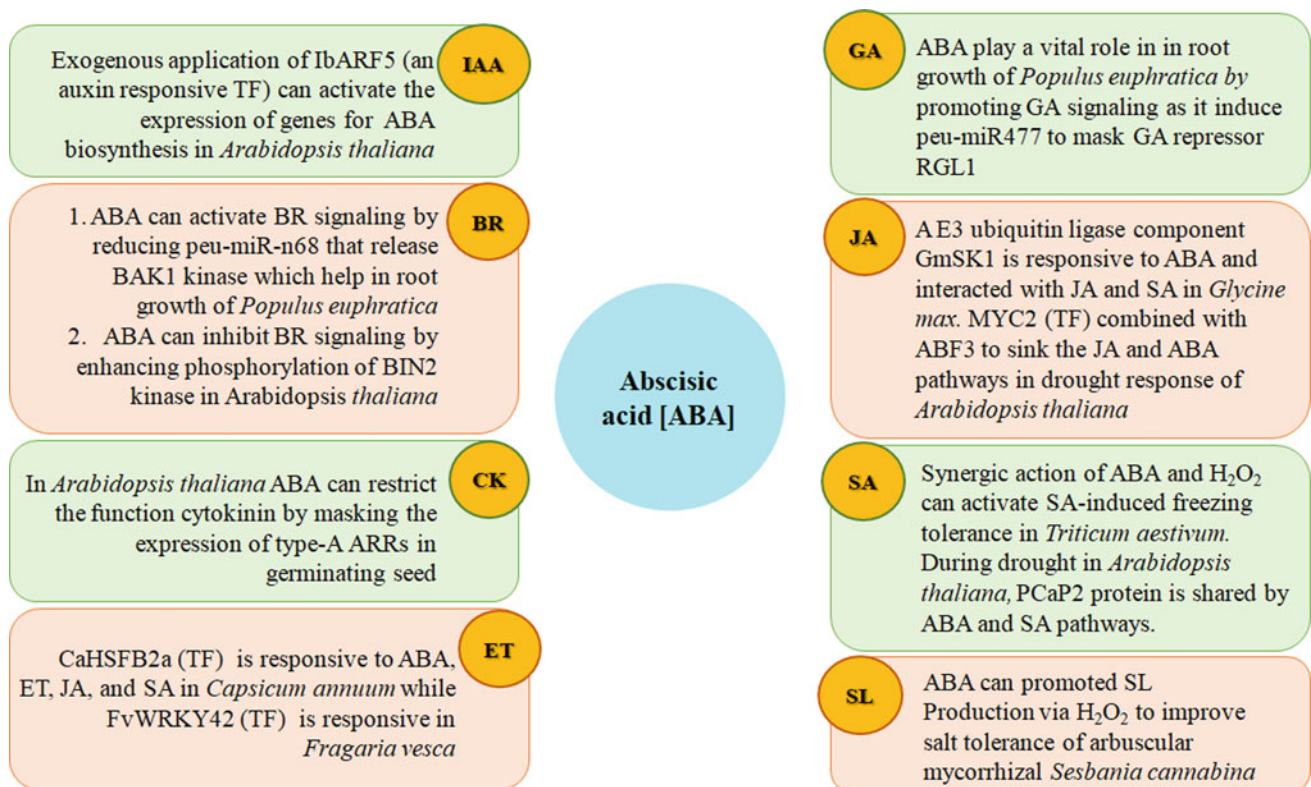 IAA
Exogenous application of IbARF5 (an
auxin responsive TF) can activate the
expression of genes for ABA
biosynthesis in Arabidopsis thaliana
BR
1. ABA can activate BR signaling by
reducing peu-miR-n68 that release
BAK1 kinase which help in root
growth of Populus euphratica
2. ABA can inhibit BR signaling by
enhancing phosphorylation of BIN2
kinase in Arabidopsis thaliana
CK
In Arabidopsis thaliana ABA can restrict
the function cytokinin by masking the
expression of type-A ARRs in
germinating seed
ET
CaHSFB2a (TF) is responsive to ABA,
ET, JA, and SA in Capsicum annuum while
FvWRKY42 (TF) is responsive in
Fragaria vesca
Abscisic
acid [ABA]
GA
ABA play a vital role in in root
growth of Populus euphratica by
promoting GA signaling as it induce
peu-miR477 to mask GA repressor
RGL1
JA
A E3 ubiquitin ligase component
GmSK1 is responsive to ABA and
interacted with JA and SA in Glycine
max. MYC2 (TF) combined with
ABF3 to sink the JA and ABA
pathways in drought response of
Arabidopsis thaliana
SA
Synergic action of ABA and H₂O₂
can activate SA-induced freezing
tolerance in Triticum aestivum.
During drought in Arabidopsis
thaliana, PCaP2 protein is shared by
ABA and SA pathways.
SL
ABA can promoted SL
Production via H₂O₂ to improve
salt tolerance of arbuscular
mycorrhizal Sesbania cannabina